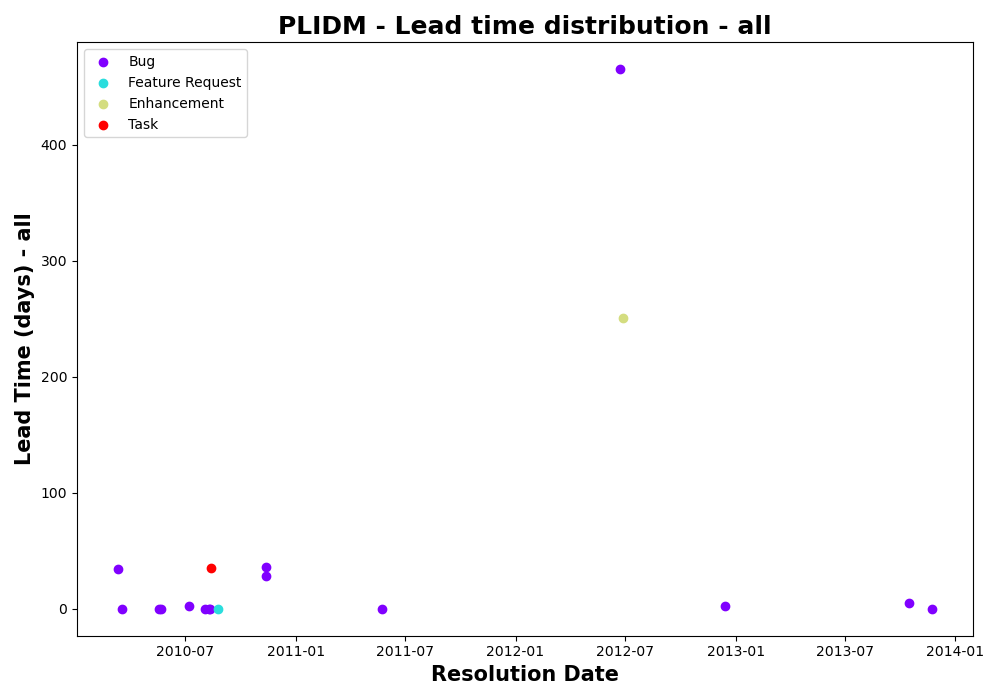 PLIDM - Lead time distribution - all
Bug
Feature Request
Enhancement
Task
Lead Time (days) - all
400
300
200
100
0
2010-07
2011-01
2011-07
2012-01
2012-07
2013-01
2013-07
2014-01
Resolution Date